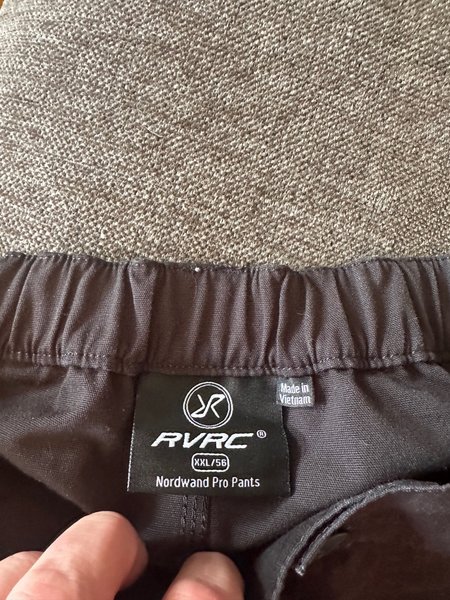 RVRC®
XXL/56
Nordwand Pro Pants
Made in
Vietnam